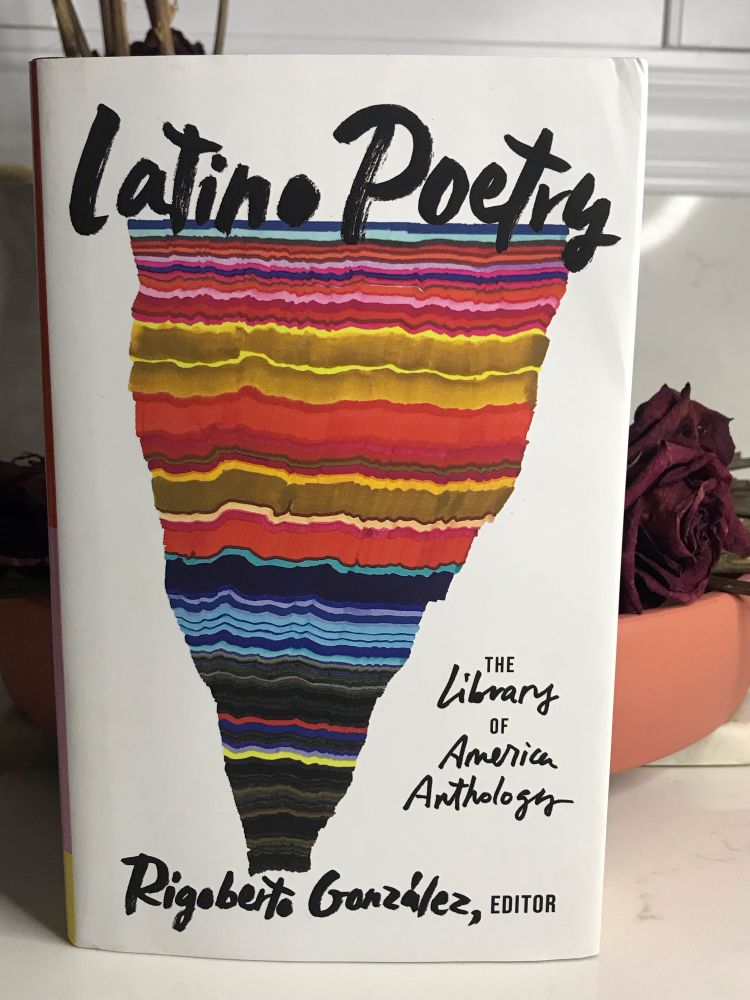 Latino Poetry
THE
Library
OF
America
Anthology
Rigoberto González, EDITOR